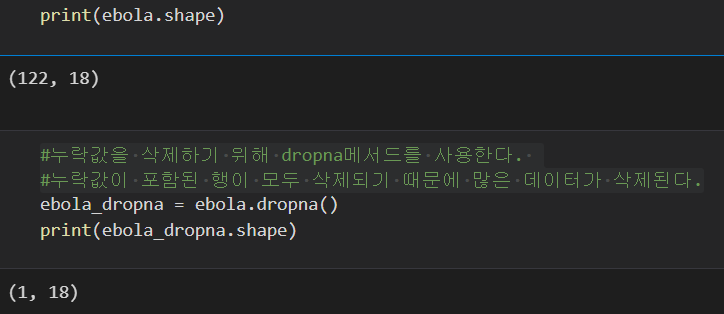 print(ebola.shape)
(122, 18)
#누락값을 삭제하기 위해 dropna메서드를 사용한다.
#누락값이 포함된 행이 모두 삭제되기 때문에 많은 데이터가 삭제된다.
ebola_dropna = ebola.dropna()
print(ebola_dropna.shape)
(1, 18)